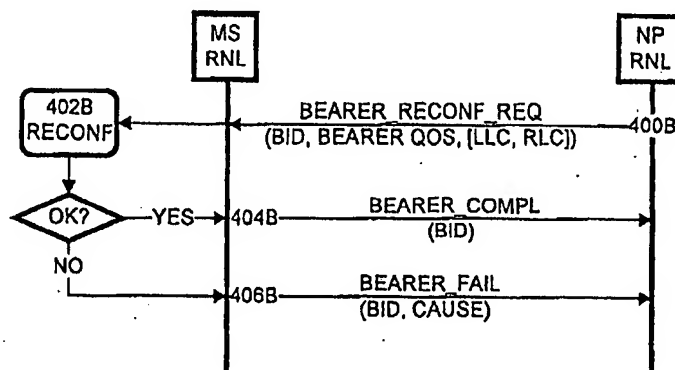 MS
RNL
NP
RNL
402B
RECONF
BEARER_RECONF_REQ
400B
(BID, BEARER QOS, [LLC, RLC])
OK?
YES
404B
BEARER_COMPL
(BID)
NO
406B
BEARER_FAIL
(BID, CAUSE)